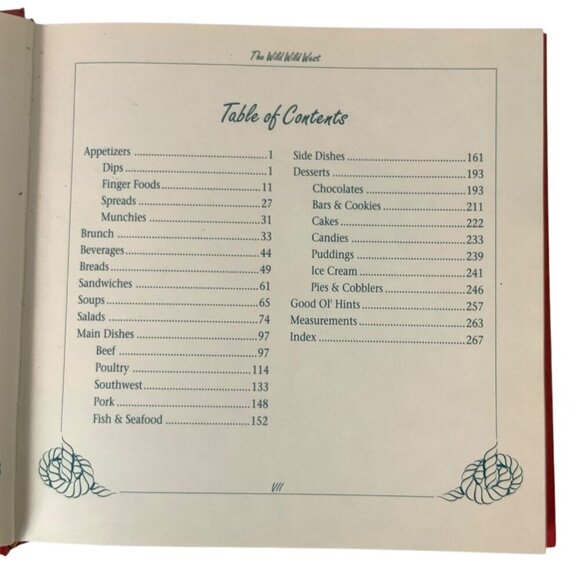 The Wild Wild West
Table of Contents
Appetizers ........................................1
Dips ...........................................1
Finger Foods................................11
Spreads ......................................27
Munchies ...................................31
Brunch ............................................33
Beverages.........................................44
Breads..............................................49
Sandwiches ......................................61
Soups...............................................65
Salads ..............................................74
Main Dishes .....................................97
Beef ...........................................97
Poultry ......................................114
Southwest..................................133
Pork ..........................................148
Fish & Seafood ...........................152
Side Dishes ......................................161
Desserts ...........................................193
Chocolates .................................193
Bars & Cookies ...........................211
Cakes.........................................222
Candies .....................................233
Puddings ...................................239
Ice Cream ..................................241
Pies & Cobblers ..........................246
Good Ol' Hints ................................257
Measurements .................................263
Index ...............................................267
VII